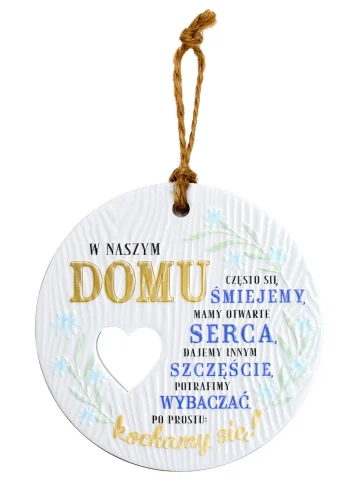 W NASZYM
DOMU
CZĘSTO SIĘ
ŚMIEJEMY,
MAMY OTWARTE
SERCA,
DAJEMY INNYM
SZCZĘŚCIE,
POTRAFIMY
WYBACZAĆ.
PO PROSTU:
kochamy się!